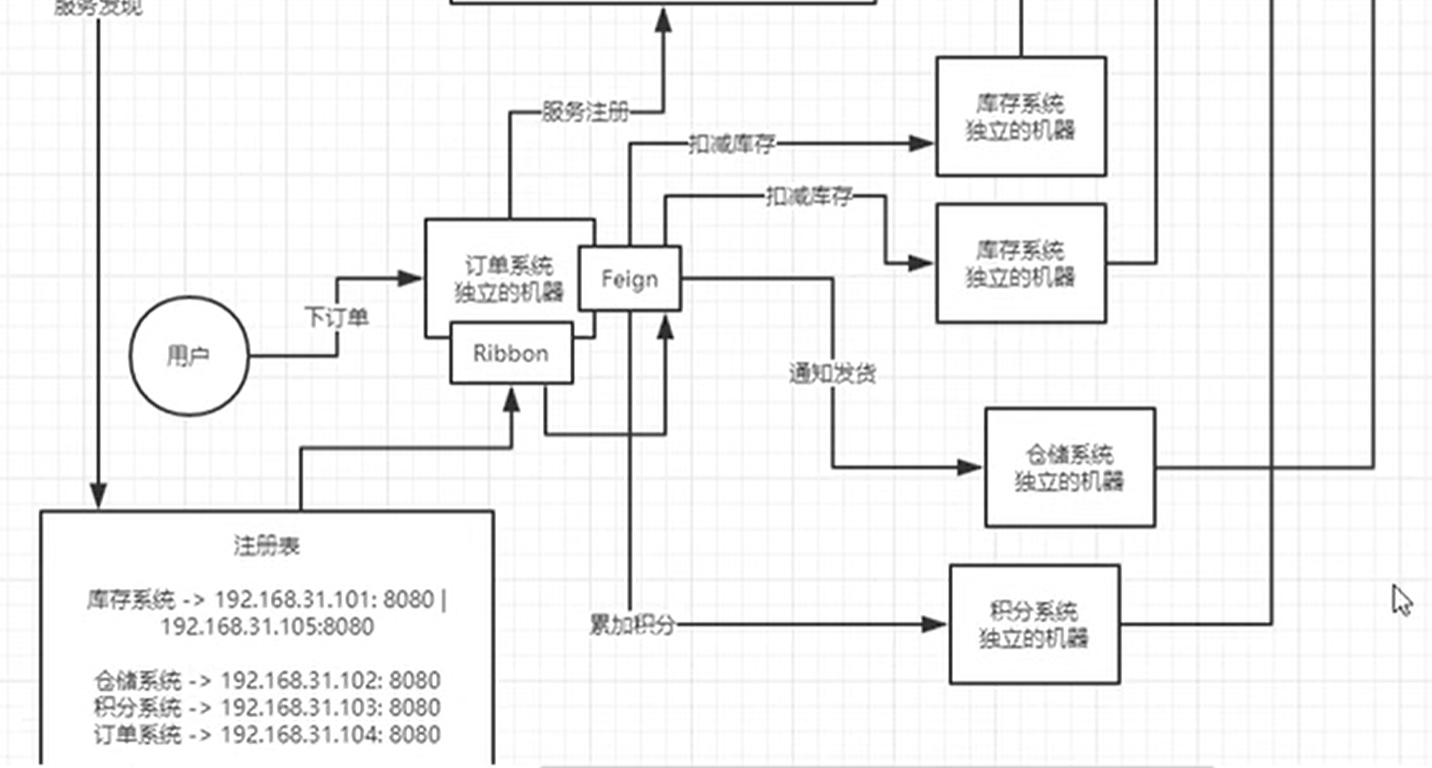 服务发现
服务注册
扣减库存
库存系统
独立的机器
扣减库存
库存系统
独立的机器
订单系统
独立的机器
Feign
下订单
用户
Ribbon
通知发货
仓储系统
独立的机器
注册表
库存系统 -> 192.168.31.101: 8080 |
192.168.31.105:8080
仓储系统 -> 192.168.31.102: 8080
积分系统 -> 192.168.31.103: 8080
订单系统 -> 192.168.31.104: 8080
累加积分
积分系统
独立的机器